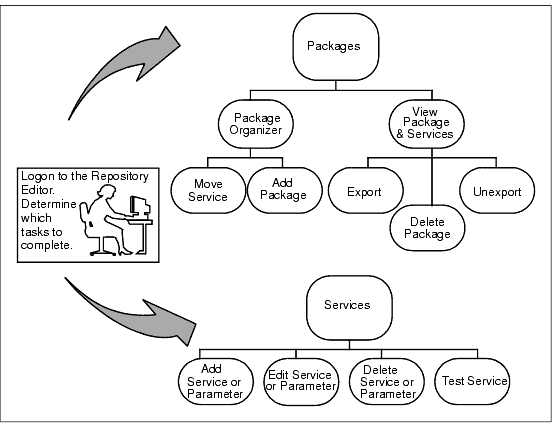 Packages
Package
Organizer
View
Package
& Services
Logon to the Repository
Editor.
Determine
which
tasks to
complete.
Move
Service
Add
Package
Export
Delete
Package
Unexport
Services
Add
Service or
Parameter
Edit Service
or Parameter
Delete
Service or
Parameter
Test Service